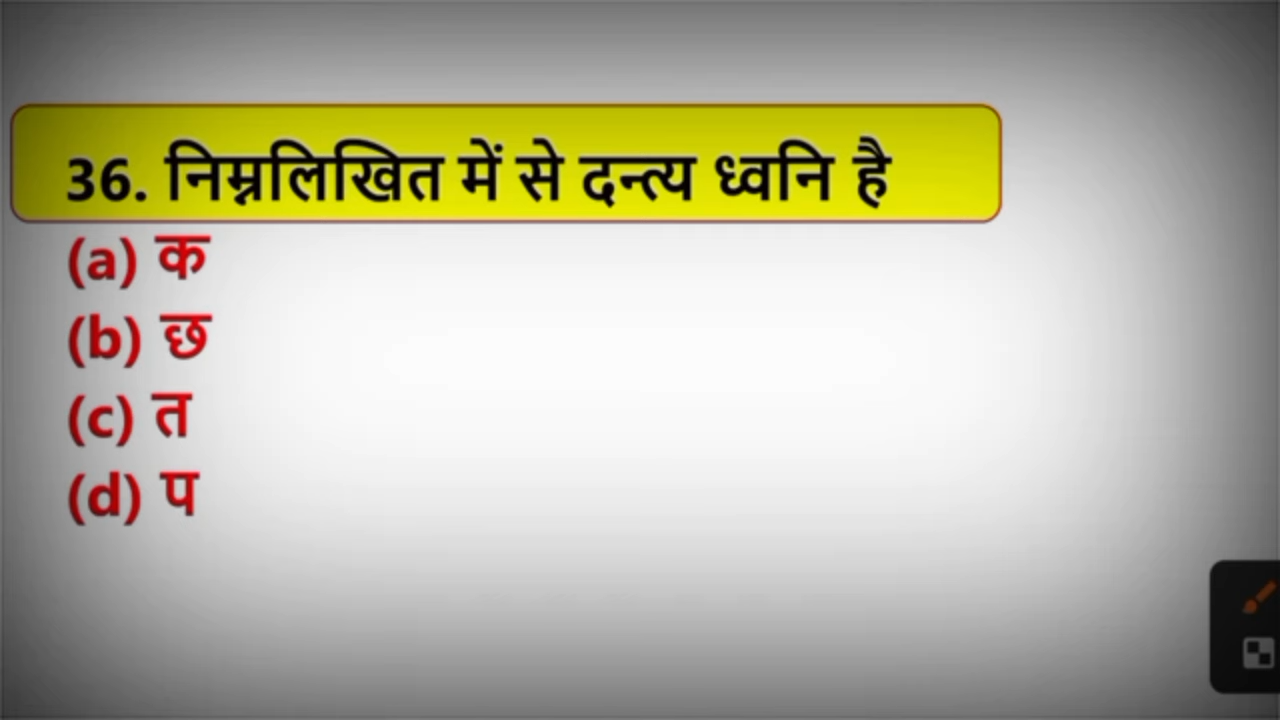 36. निम्नलिखित में से दन्त्य ध्वनि है
(a) क
(b) छ
(c) त
(d) प